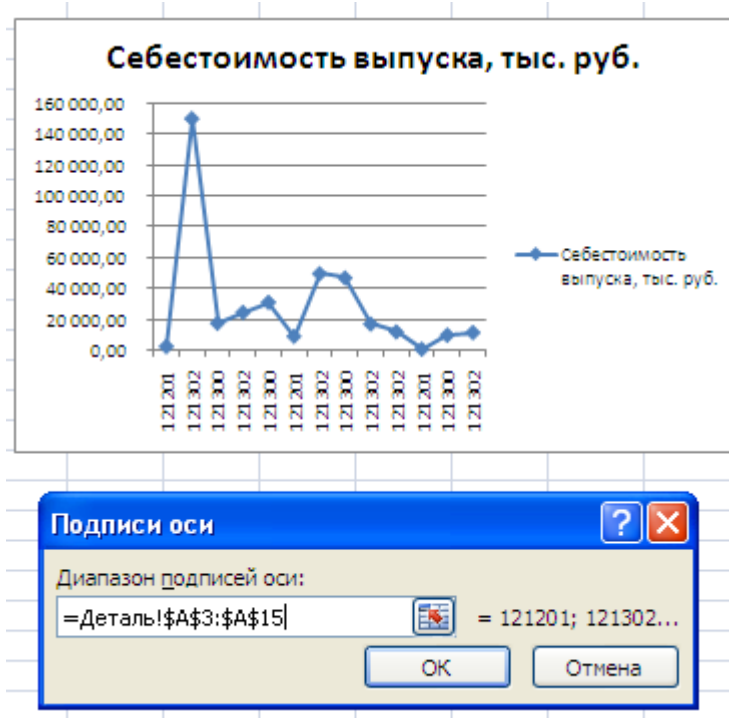 Себестоимость выпуска, тыс. руб.
160 000,00
140 000,00
120 000,00
100 000,00
80 000,00
60 000,00
40 000,00
20 000,00
0,00
121201
121302
121300
121302
121300
121201
121302
121300
121302
121302
121201
121300
121302
Себестоимость
выпуска, тыс. руб.
Подписи оси
Диапазон подписей оси:
=Деталь!$A$3:$A$15
= 121201; 121302...
ОК
Отмена